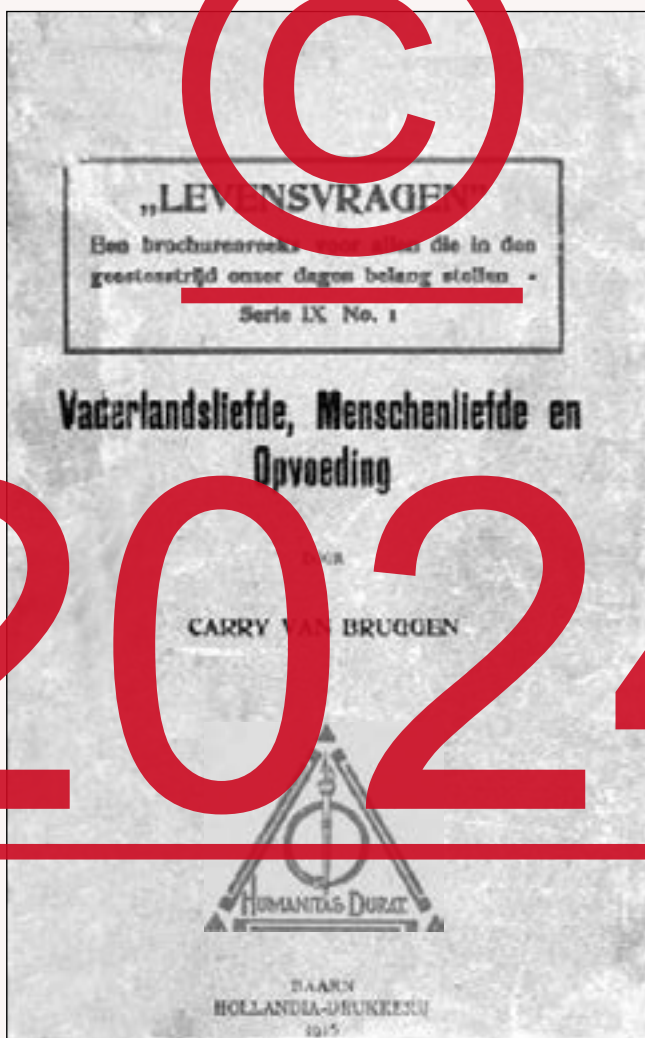 ©
„LEVENSVRAGEN”
Een brochurenreeks voor allen die in den
geestesstrijd onzer dagen belang stellen -
Serie IX No. 1
Vaderlandsliefde, Menschenliefde en
Opvoeding
DOOR
CARRY VAN BRUGGEN
2024
HUMANITAS DURAT
BAARN
HOLLANDIA-DRUKKERIJ
1915